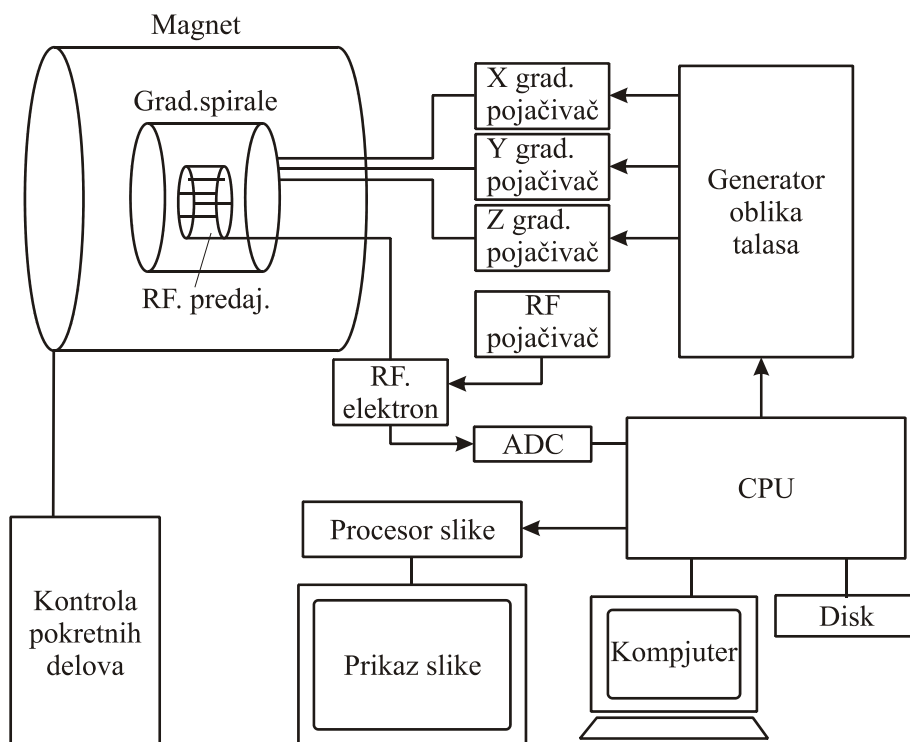 Magnet
Grad.spirale
RF. predaj.
X grad.
pojačivač
Y grad.
pojačivač
Z grad.
pojačivač
Generator
oblika
talasa
RF
pojačivač
RF.
elektron
ADC
CPU
Procesor slike
Kontrola
pokretnih
delova
Prikaz slike
Kompjuter
Disk